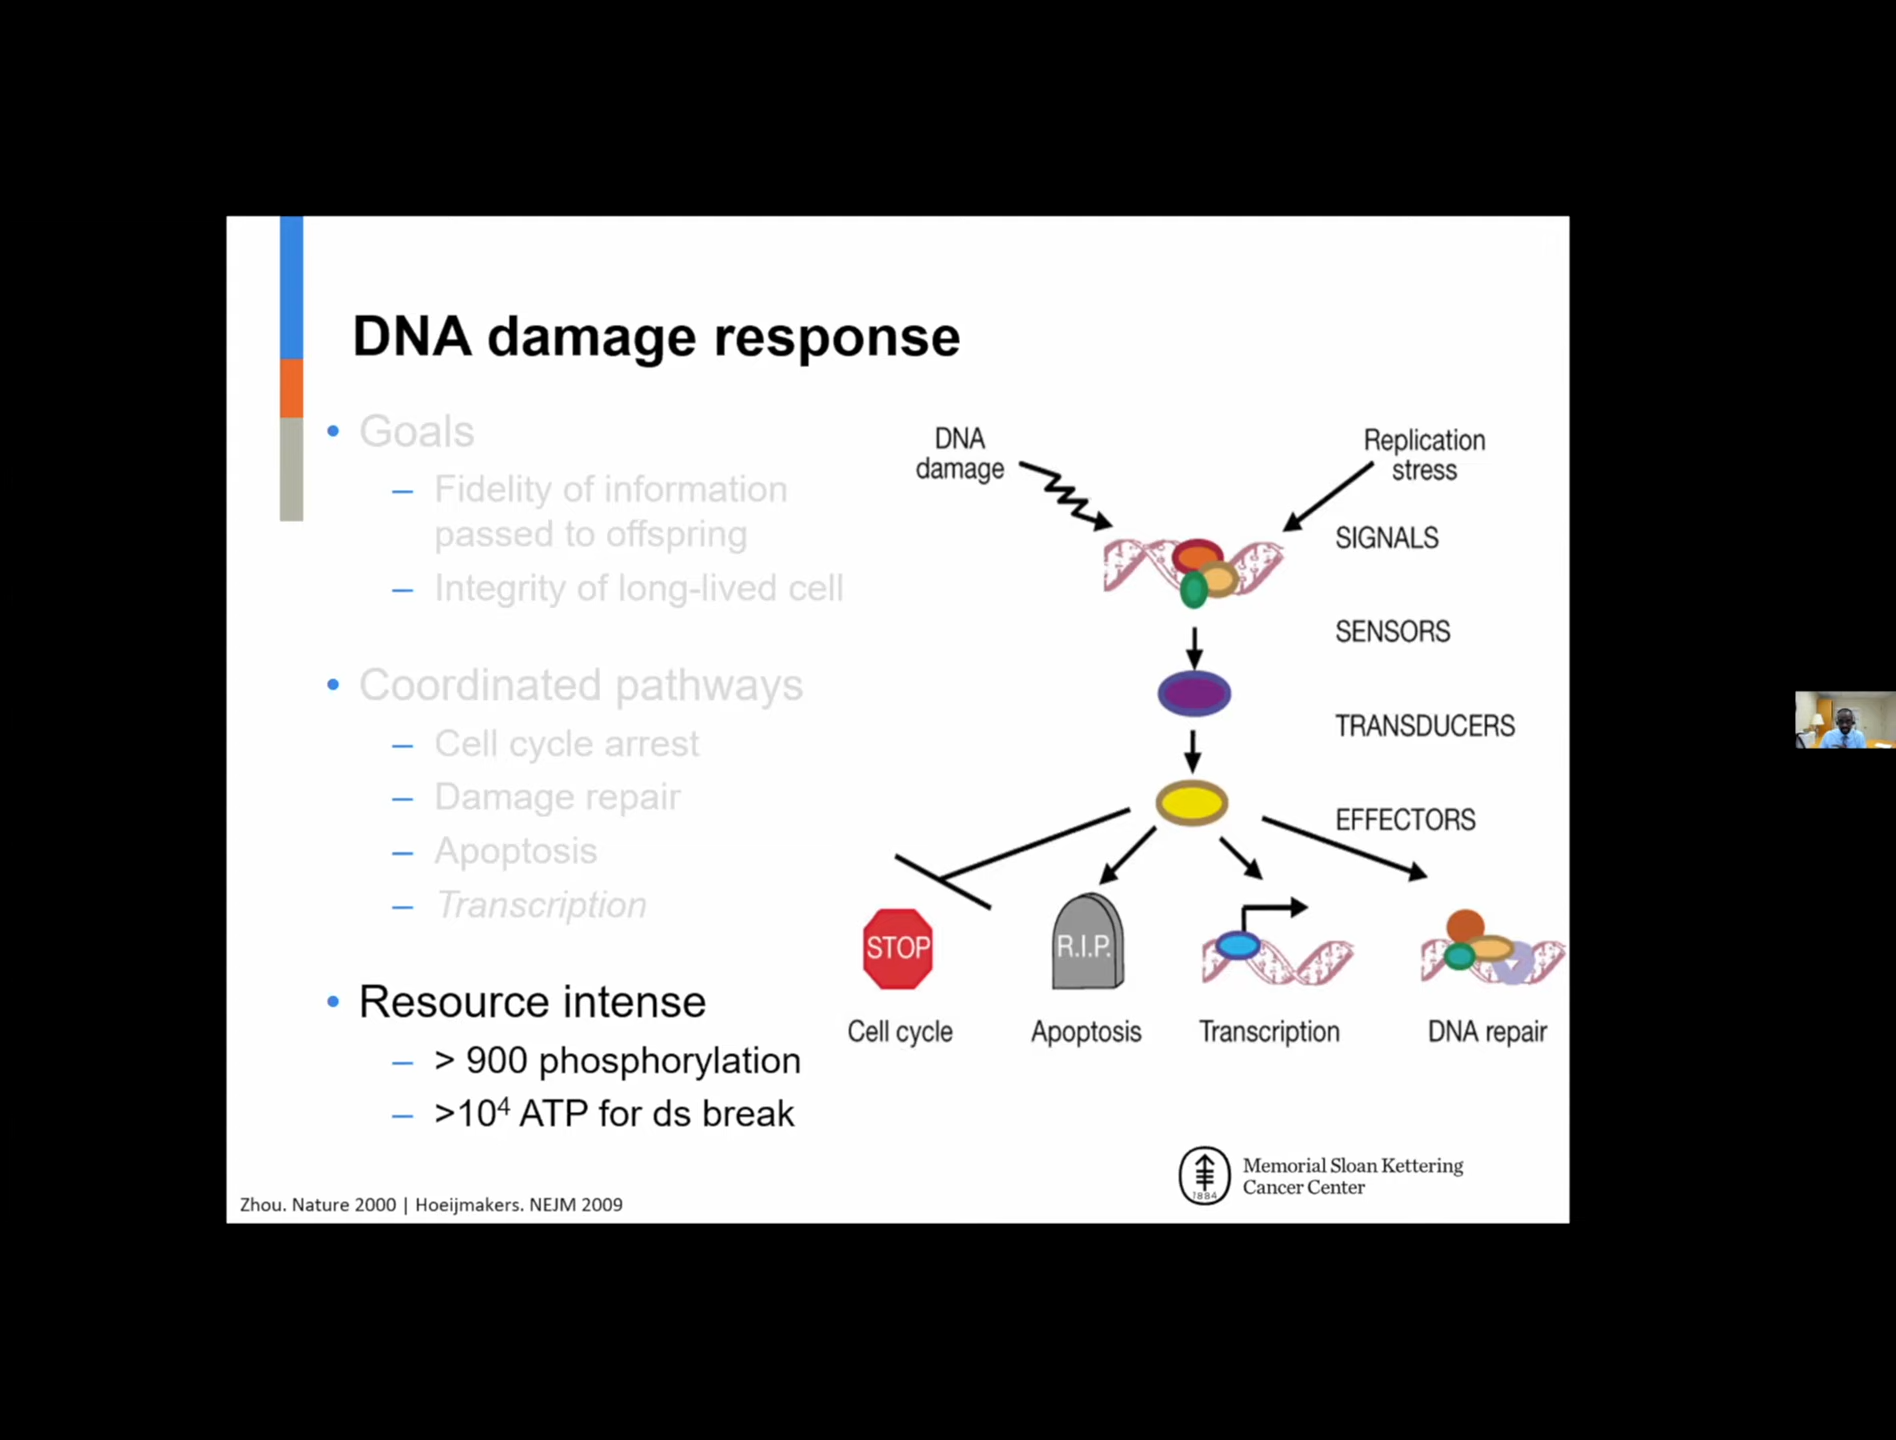 DNA damage response
• Goals
– Fidelity of information
passed to offspring
– Integrity of long-lived cell
• Coordinated pathways
– Cell cycle arrest
– Damage repair
– Apoptosis
– Transcription
• Resource intense
– > 900 phosphorylation
– >10⁴ ATP for ds break
DNA
damage
Replication
stress
SIGNALS
SENSORS
TRANSDUCERS
EFFECTORS
STOP
R.I.P.
Cell cycle
Apoptosis
Transcription
DNA repair
1884
Memorial Sloan Kettering
Cancer Center
Zhou. Nature 2000 | Hoeijmakers. NEJM 2009